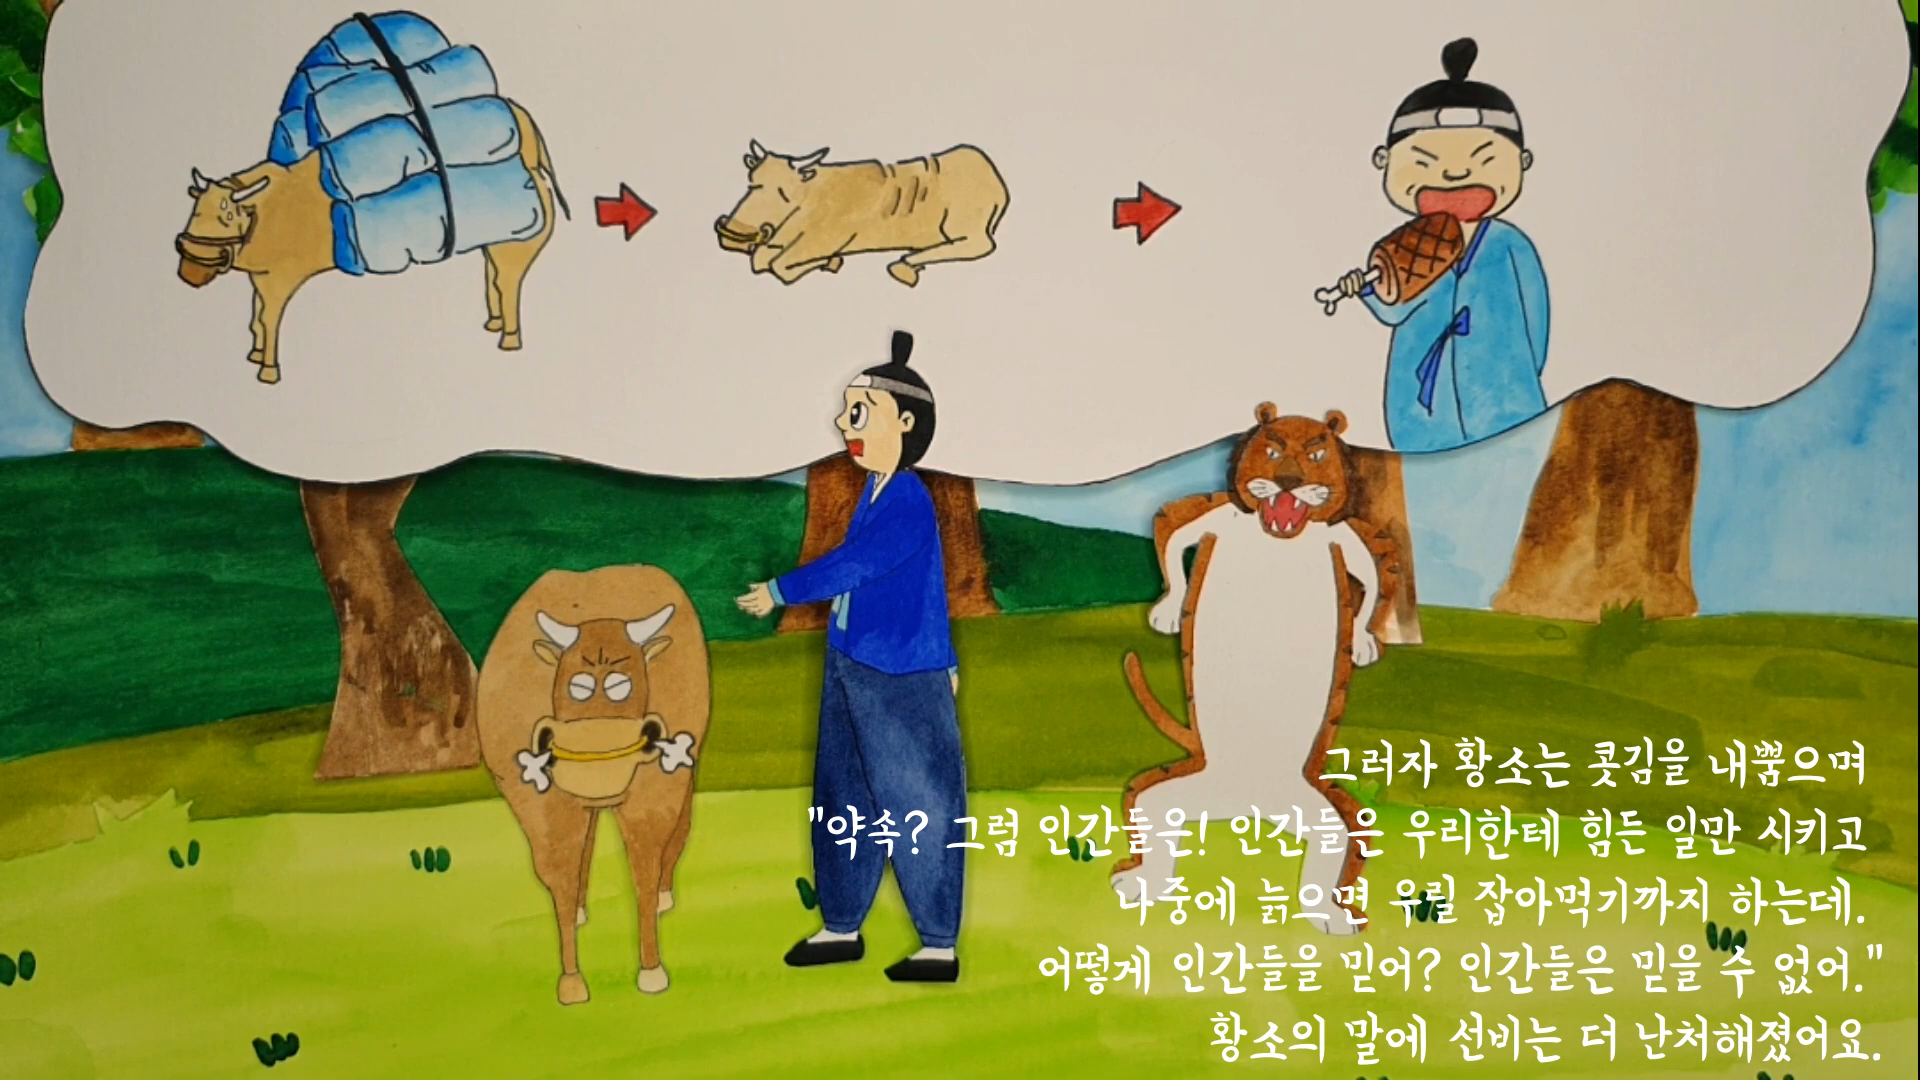 그러자 황소는 콧김을 내뿜으며
"약속? 그럼 인간들은! 인간들은 우리한테 힘든 일만 시키고
나중에 늙으면 우릴 잡아먹기까지 하는데.
어떻게 인간들을 믿어? 인간들은 믿을 수 없어."
황소의 말에 선비는 더 난처해졌어요.